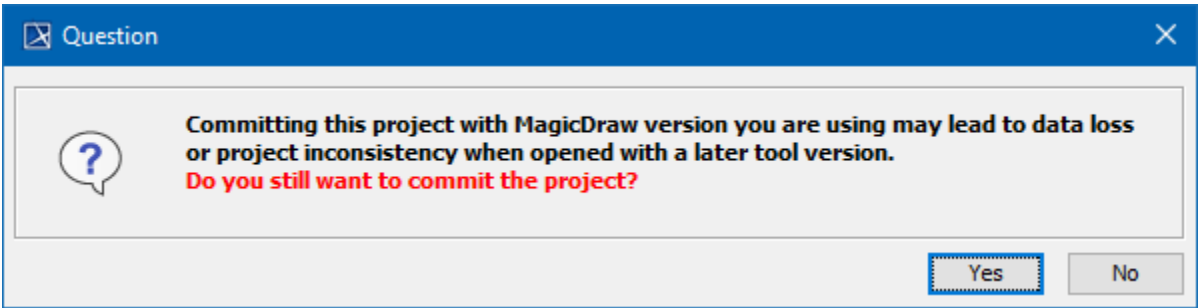 Question
Committing this project with MagicDraw version you are using may lead to data loss
or project inconsistency when opened with a later tool version.
Do you still want to commit the project?
Yes No